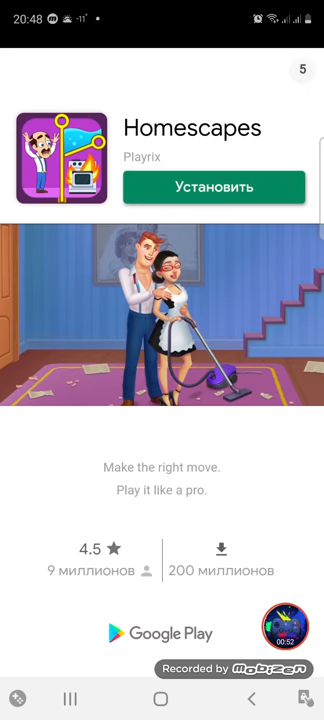 20:48 -11°
5
Homescapes
Playrix
Установить
Make the right move.
Play it like a pro.
4.5
9 миллионов
200 миллионов
Google Play
00:52
Recorded by mobizen